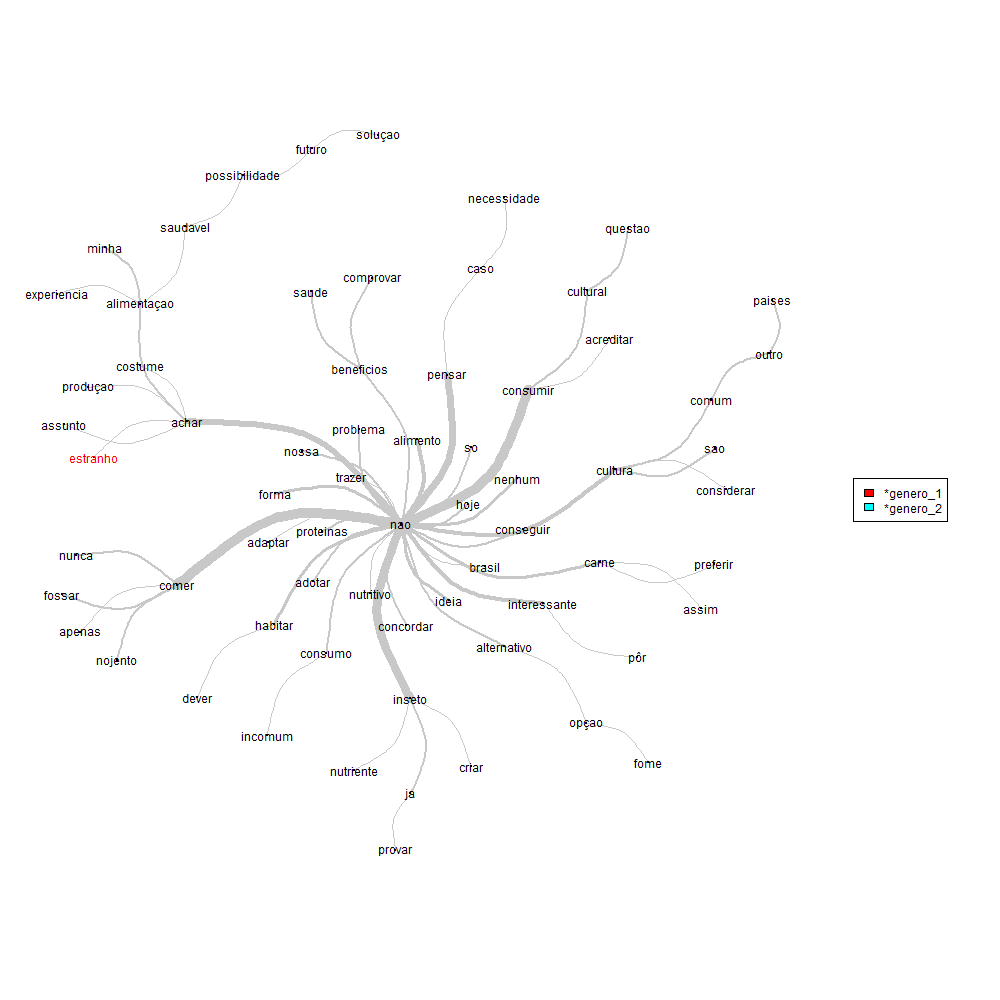 soluçao
futuro
possibilidade
necessidade
saudavel
questao
minha
caso
comprovar
cultural
saude
experiencia
paises
alimentaçao
acreditar
outro
costume
beneficios
pensar
produçao
consumir
comum
achar
assunto
problema
alimento
so
sao
nossa
estranho
cultura
trazer
nenhum
considerar
*genero_1
forma
hoje
*genero_2
nao
proteinas
conseguir
adaptar
nunca
carne
preferir
brasil
comer
adotar
fossar
nutritivo
ideia
interessante
assim
habitar
concordar
apenas
alternativo
consumo
pôr
nojento
dever
inseto
opçao
incomum
fome
criar
nutriente
ja
provar